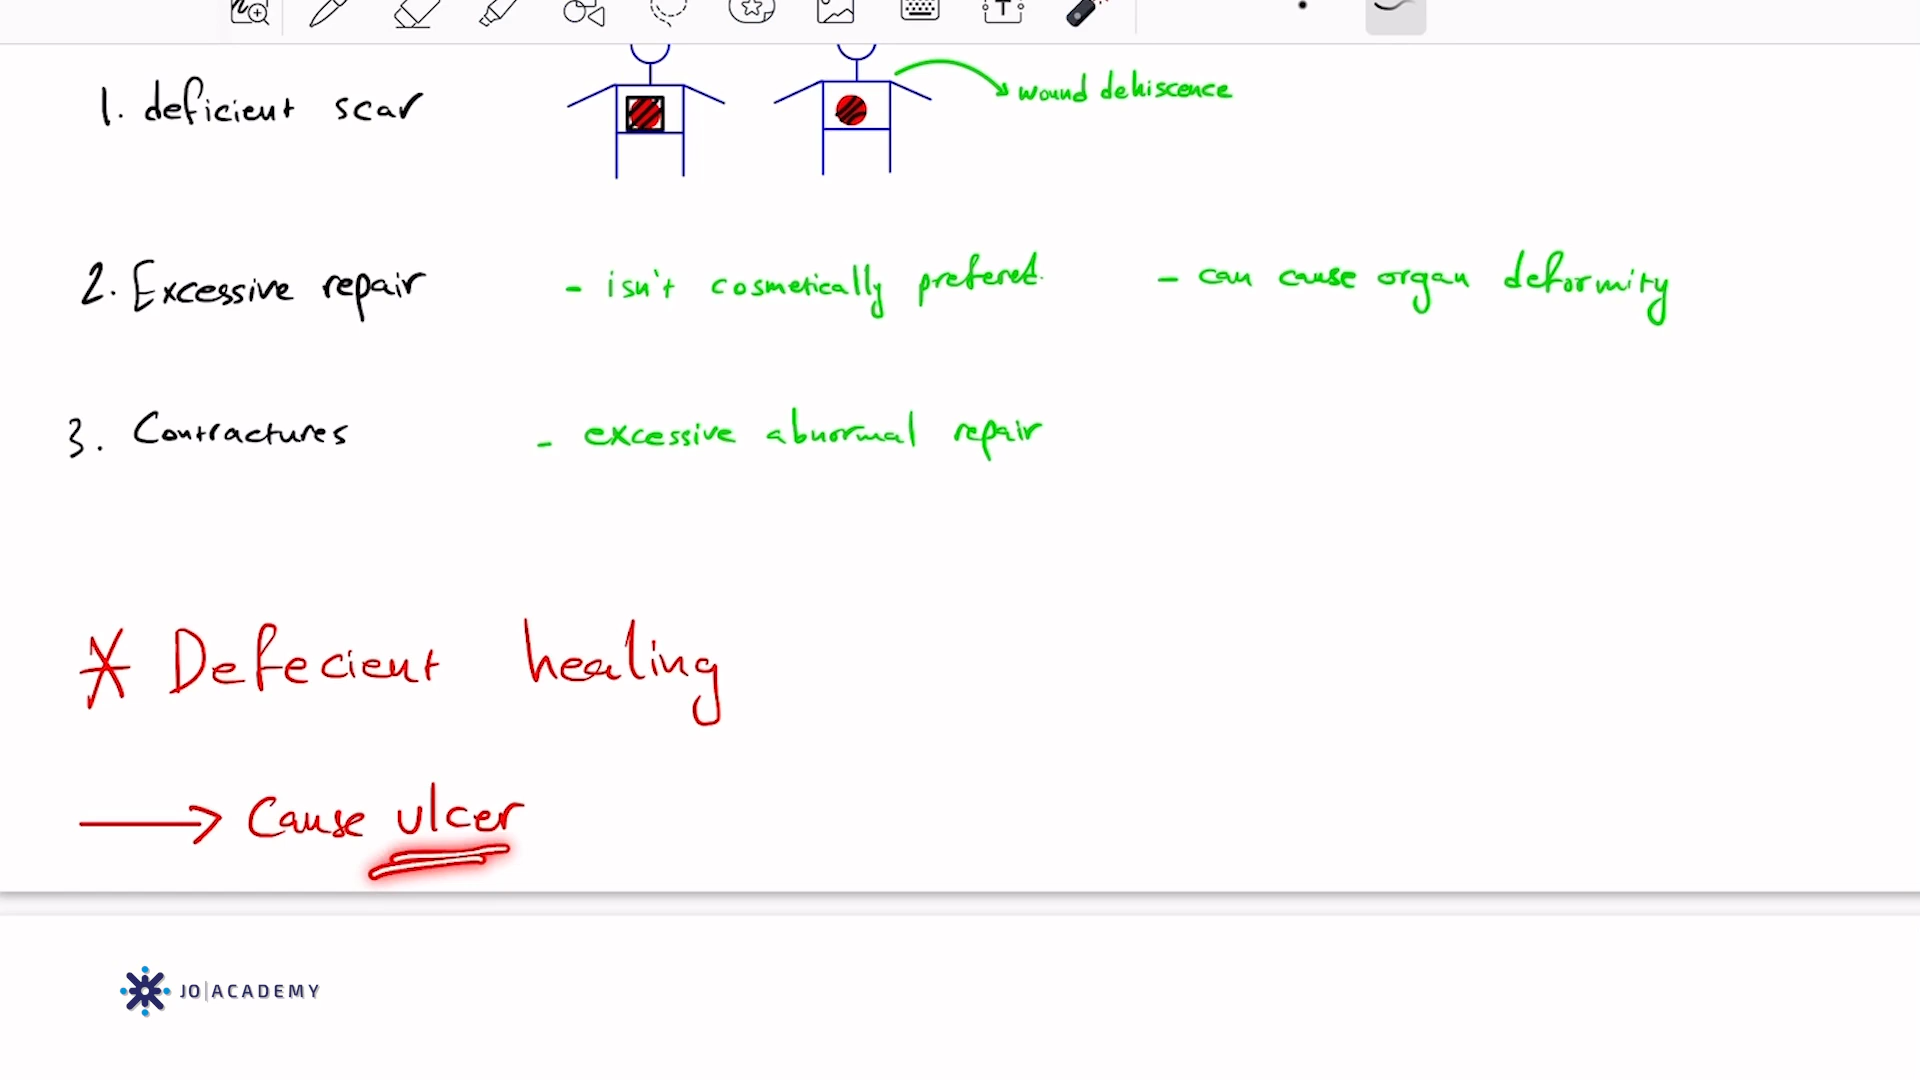 1. deficient scar
wound dehiscence
2. Excessive repair - isn't cosmetically prefered. - can cause organ deformity
3. Contractures - excessive abnormal repair
* Defecient healing
→ Cause ulcer
JO|ACADEMY